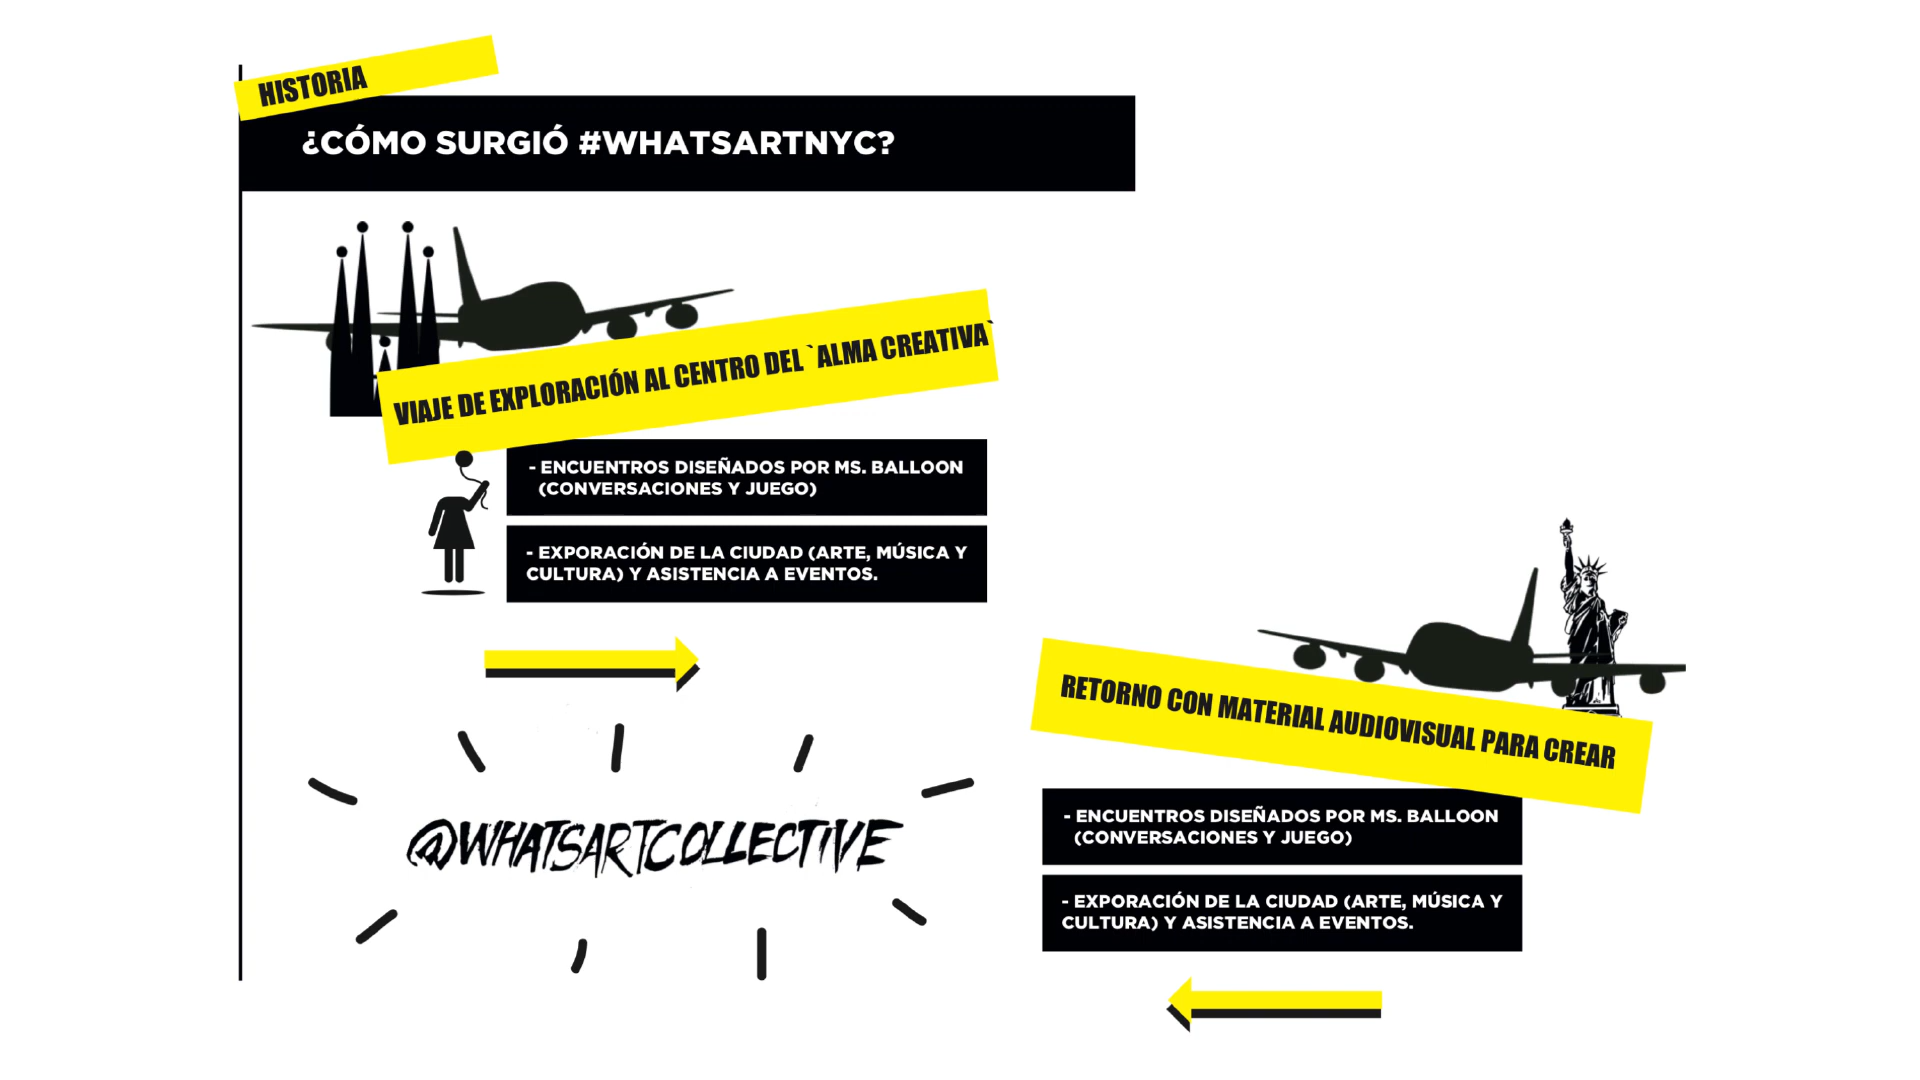 HISTORIA
¿CÓMO SURGIÓ #WHATSARTNYC?
VIAJE DE EXPLORACIÓN AL CENTRO DEL `ALMA CREATIVA`
- ENCUENTROS DISEÑADOS POR MS. BALLOON
(CONVERSACIONES Y JUEGO)
- EXPORACIÓN DE LA CIUDAD (ARTE, MÚSICA Y
CULTURA) Y ASISTENCIA A EVENTOS.
RETORNO CON MATERIAL AUDIOVISUAL PARA CREAR
- ENCUENTROS DISEÑADOS POR MS. BALLOON
(CONVERSACIONES Y JUEGO)
- EXPORACIÓN DE LA CIUDAD (ARTE, MÚSICA Y
CULTURA) Y ASISTENCIA A EVENTOS.
@WHATSARTCOLLECTIVE